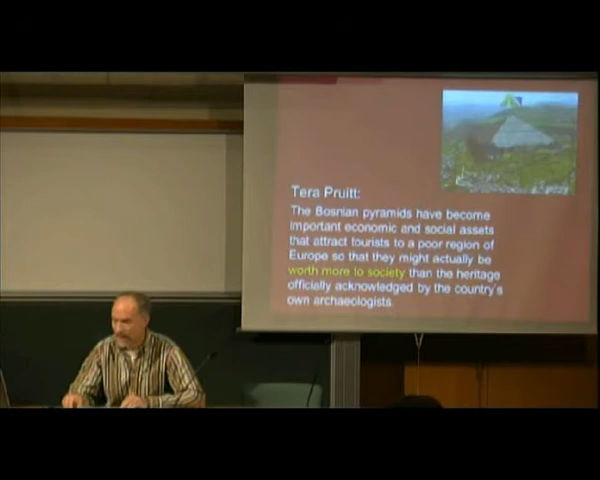 Tera Pruitt:
The Bosnian pyramids have become
important economic and social assets
that attract tourists to a poor region of
Europe so that they might actually be
worth more to society than the heritage
officially acknowledged by the country's
own archaeologists.